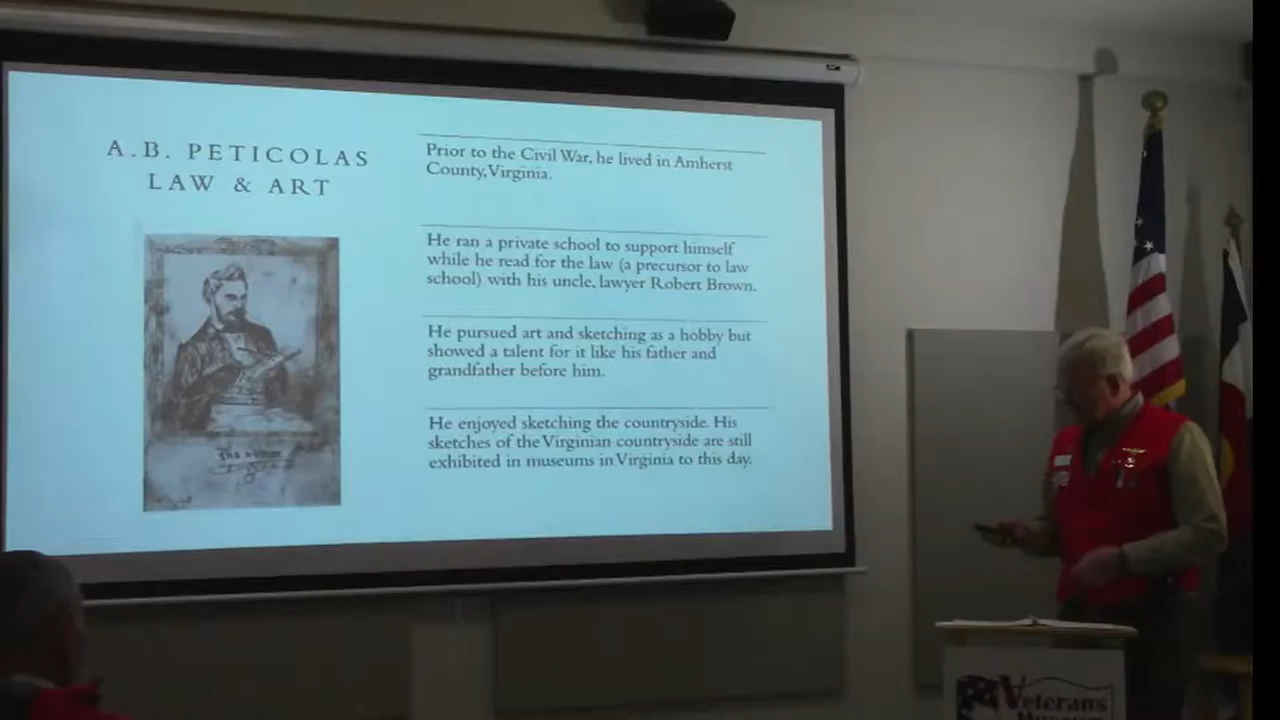 A.B. PETICOLAS
LAW & ART
Prior to the Civil War, he lived in Amherst
County, Virginia.
He ran a private school to support himself
while he read for the law (a precursor to law
school) with his uncle, lawyer Robert Brown.
He pursued art and sketching as a hobby but
showed a talent for it like his father and
grandfather before him.
He enjoyed sketching the countryside. His
sketches of the Virginian countryside are still
exhibited in museums in Virginia to this day.
Veterans